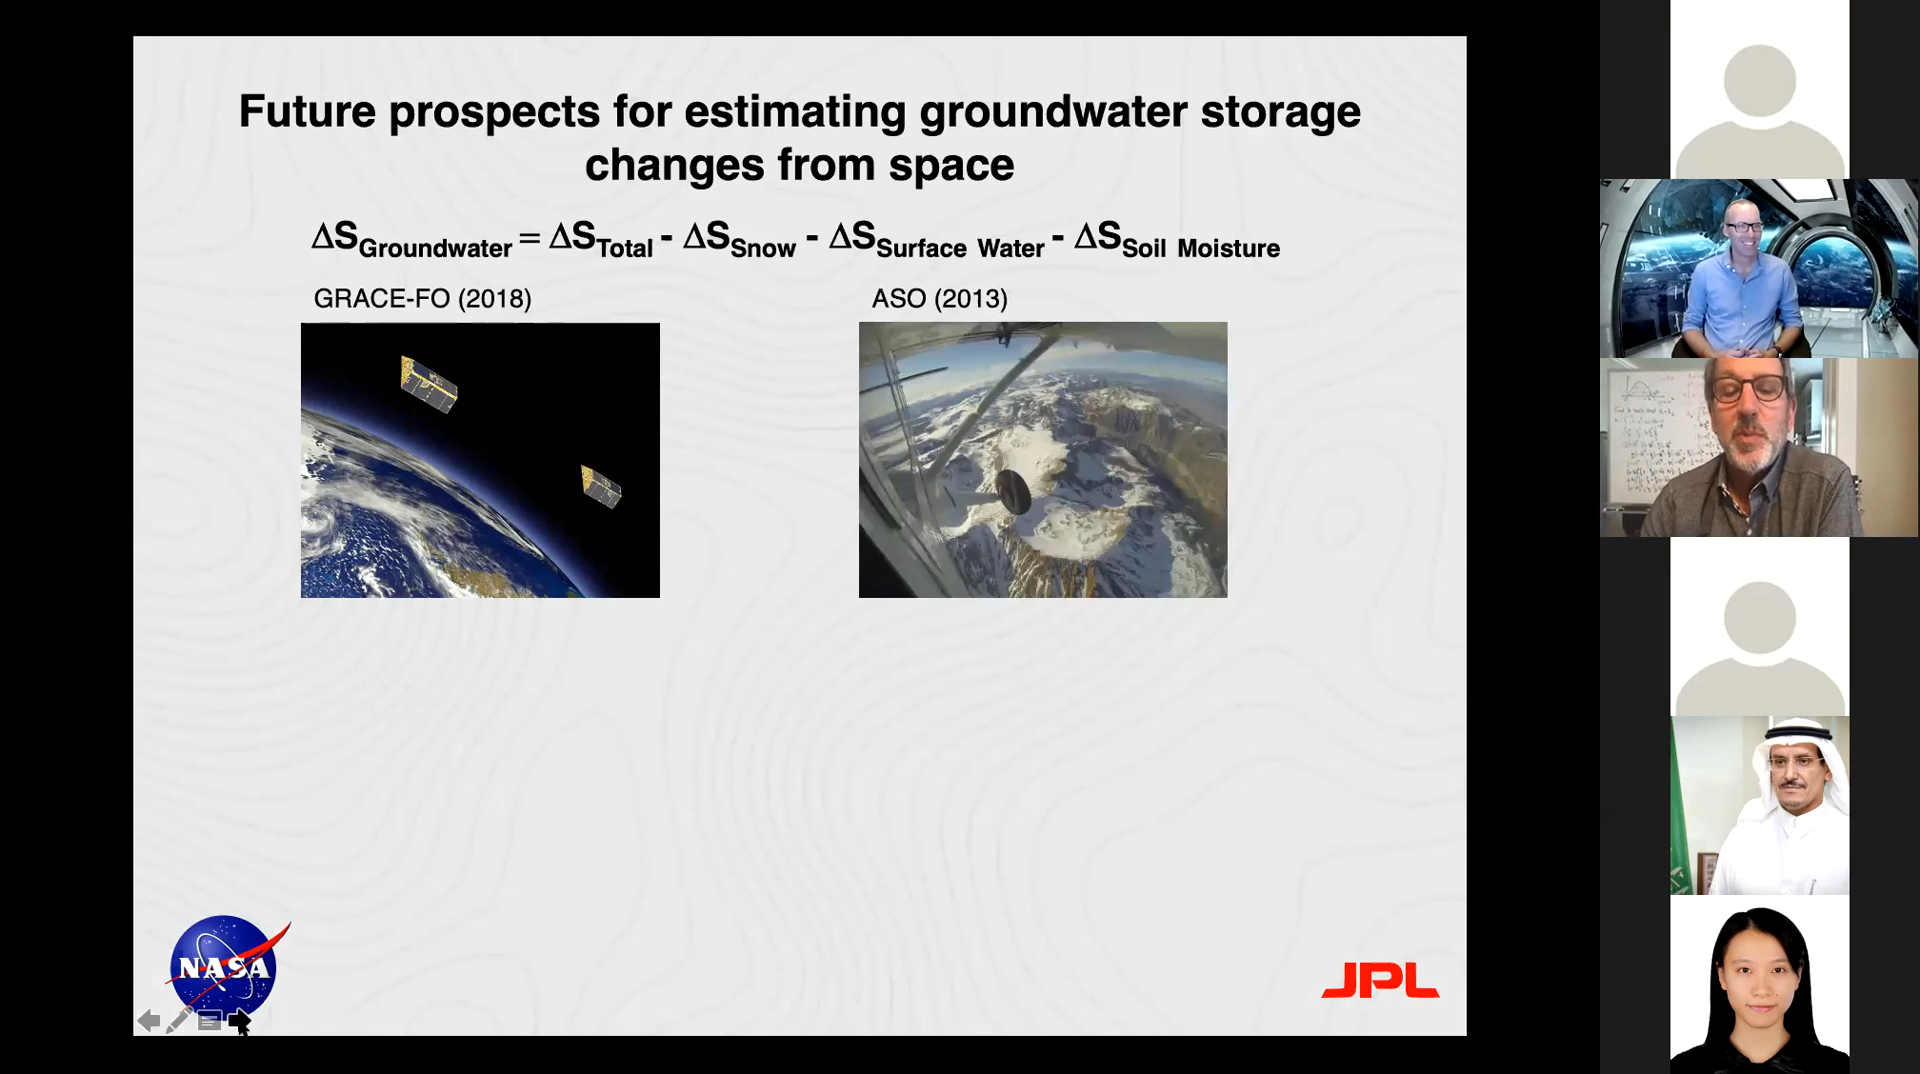 Future prospects for estimating groundwater storage
changes from space
ΔSGroundwater = ΔSTotal - ΔSSnow - ΔSSurface Water - ΔSSoil Moisture
GRACE-FO (2018)
ASO (2013)
NASA
JPL